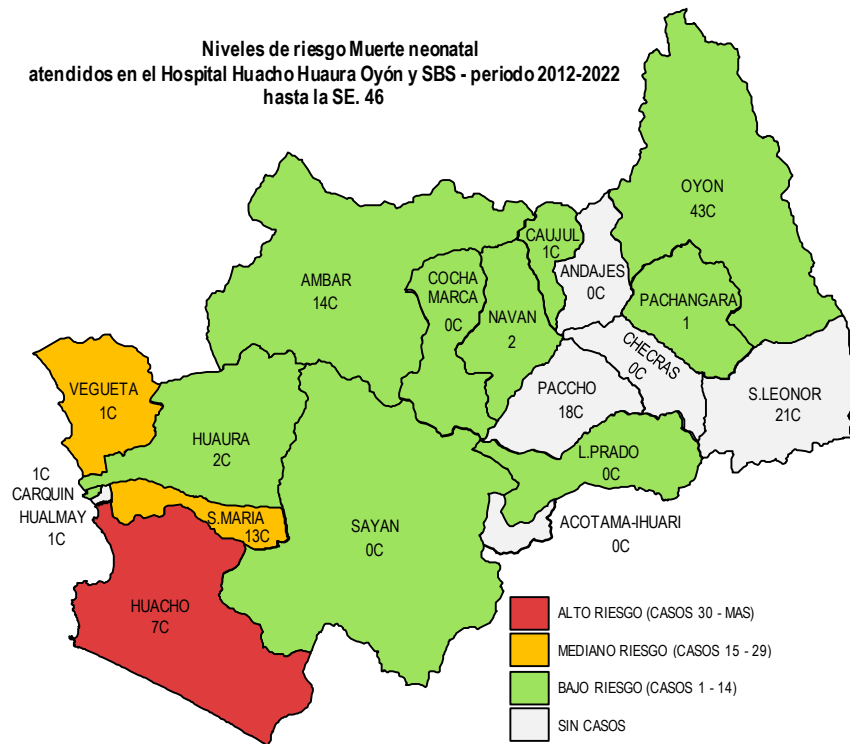 Niveles de riesgo Muerte neonatal
atendidos en el Hospital Huacho Huaura Oyón y SBS - periodo 2012-2022
hasta la SE. 46
OYON
43C
CAUJUL
1C
ANDAJES
0C
AMBAR
14C
COCHA
MARCA
0C
NAVAN
2
PACHANGARA
1
CHECRAS
0C
VEGUETA
1C
PACCHO
18C
S.LEONOR
21C
HUAURA
2C
L.PRADO
0C
1C
CARQUIN
HUALMAY
1C
S.MARIA
13C
SAYAN
0C
ACOTAMA-IHUARI
0C
HUACHO
7C
ALTO RIESGO (CASOS 30 - MAS)
MEDIANO RIESGO (CASOS 15 - 29)
BAJO RIESGO (CASOS 1 - 14)
SIN CASOS